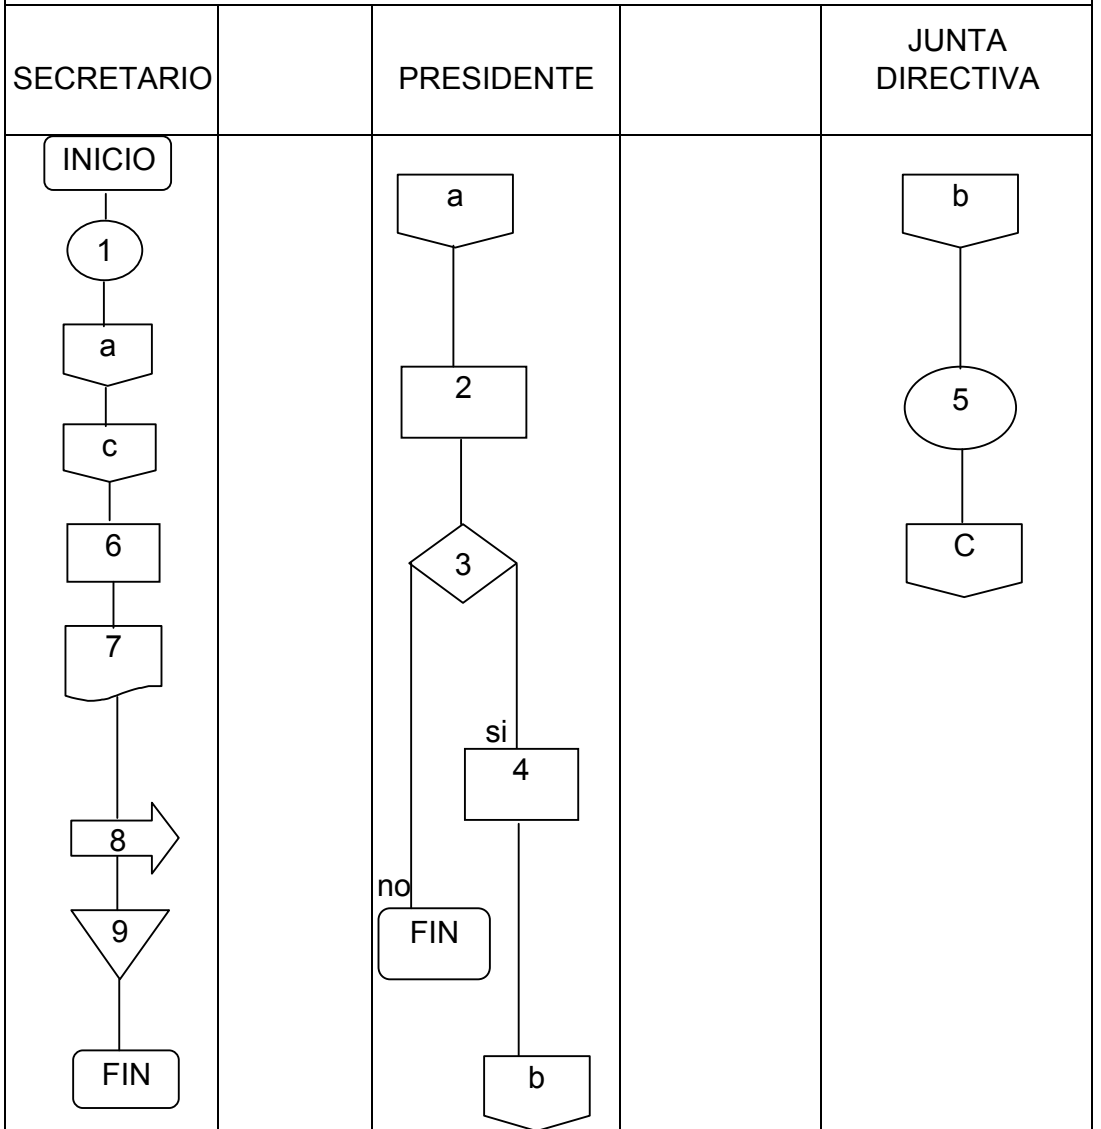 SECRETARIO
PRESIDENTE
JUNTA
DIRECTIVA
INICIO
1
a
c
6
7
8
9
FIN
a
2
3
si
4
no
FIN
b
b
5
C